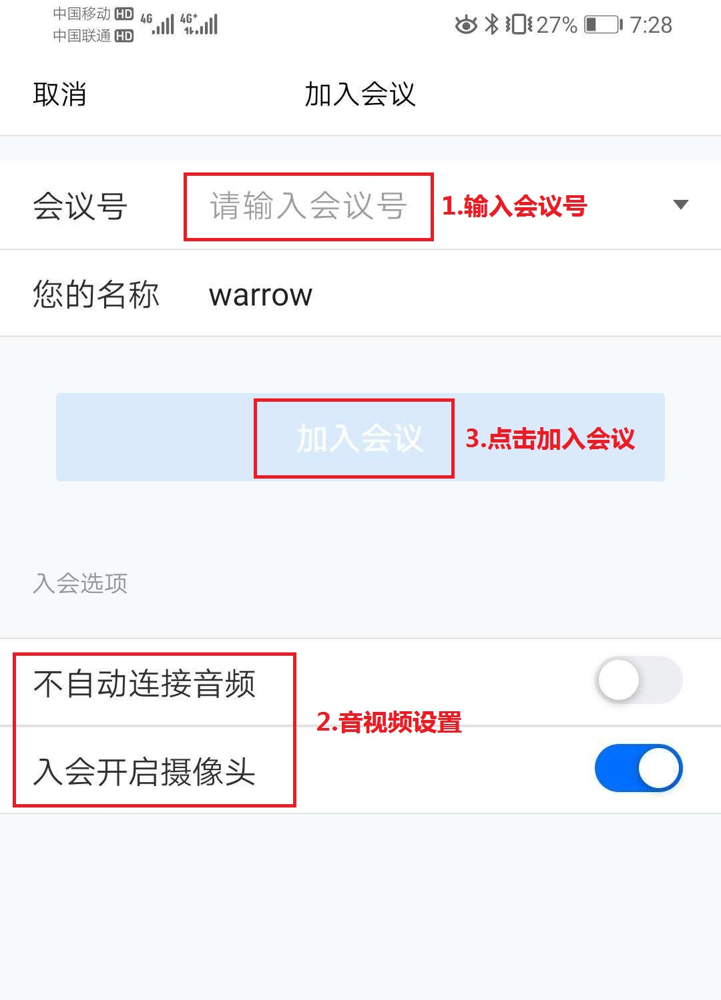 中国移动 HD 4G 4G+ 27% 7:28
中国联通 HD
取消 加入会议
会议号 请输入会议号 1.输入会议号
您的名称 warrow
加入会议 3.点击加入会议
入会选项
不自动连接音频
2.音视频设置
入会开启摄像头